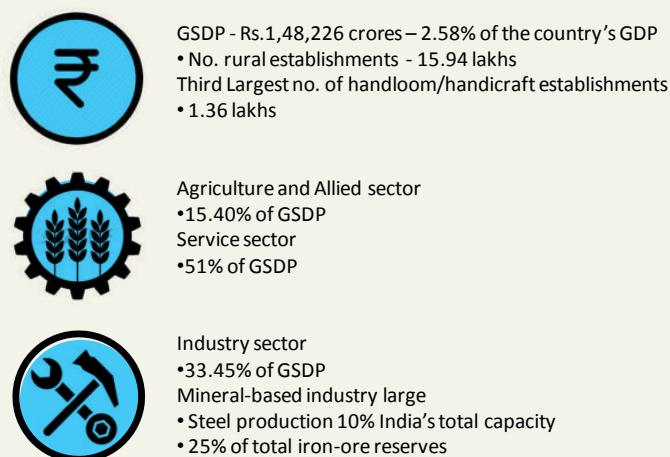 GSDP - Rs.1,48,226 crores – 2.58% of the country’s GDP
• No. rural establishments - 15.94 lakhs
Third Largest no. of handloom/handicraft establishments
• 1.36 lakhs
Agriculture and Allied sector
•15.40% of GSDP
Service sector
•51% of GSDP
Industry sector
•33.45% of GSDP
Mineral-based industry large
• Steel production 10% India’s total capacity
• 25% of total iron-ore reserves